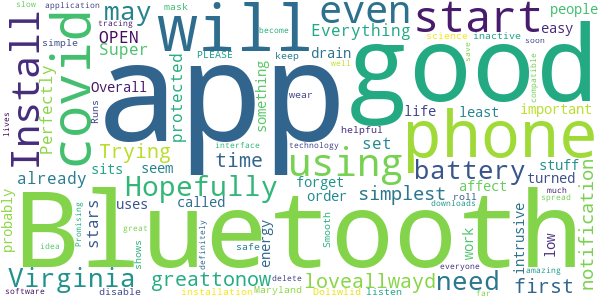 slow application
tracing
simple
lives
Install
covid
Perfectly
may
OPEN
Super
Everything
Overall
Runs
Trying
already
sits
time
seem
mask
PLEASE
drain
something
protected
wear
will
app
even
keep
become
well
start
science
inactive
people
easy
save
soon
compatible
good
life
least
helpful
set
important
phone
using
battery
interface
technology
Hopefully
forget
order
simplest
affect
stuff
turned
much
spread
notification
probably
idea
Promising
great
shows
stars
uses
called
definitely
safe
energy
Smooth
Bluetooth
roll
downloads
work
intrusive
low
everyone
amazing
Virginia
greattonow
loveallwayd
need
first
software
disable
installation
Maryland
delete
Doliwlid
listen
far